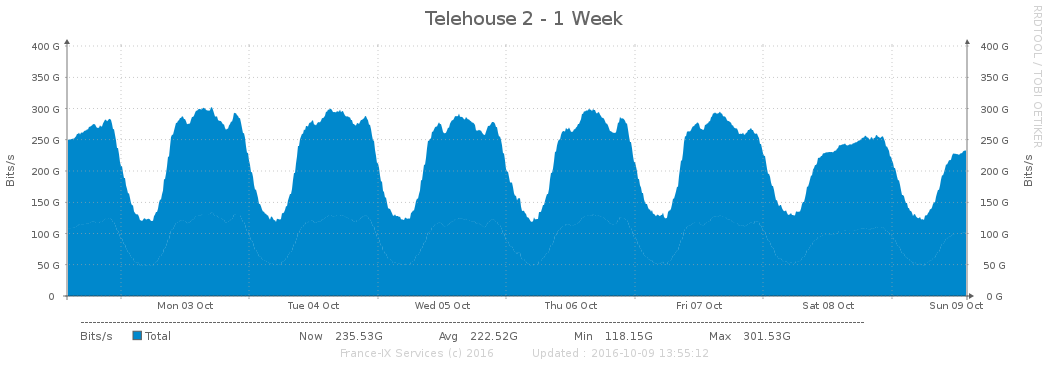 Telehouse 2 - 1 Week
RRDTOOL / TOBI OETIKER
400 G 400 G
350 G 350 G
300 G 300 G
250 G 250 G
200 G 200 G
150 G 150 G
100 G 100 G
50 G 50 G
0 0 G
Bits/s Bits/s
Mon 03 Oct Tue 04 Oct Wed 05 Oct Thu 06 Oct Fri 07 Oct Sat 08 Oct Sun 09 Oct
Bits/s Total Now 235.53G Avg 222.52G Min 118.15G Max 301.53G
France-IX Services (c) 2016 Updated : 2016-10-09 13:55:12